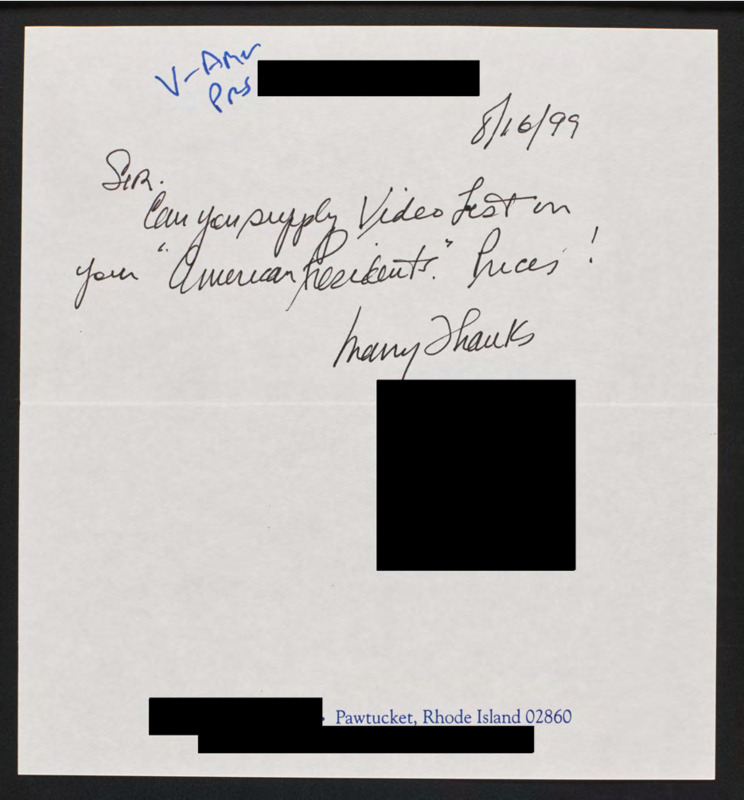 V-Amer
Pres
8/16/99
Sir.
Can you supply Video List on
your "American Presidents." Prices!
Many Thanks
Pawtucket, Rhode Island 02860